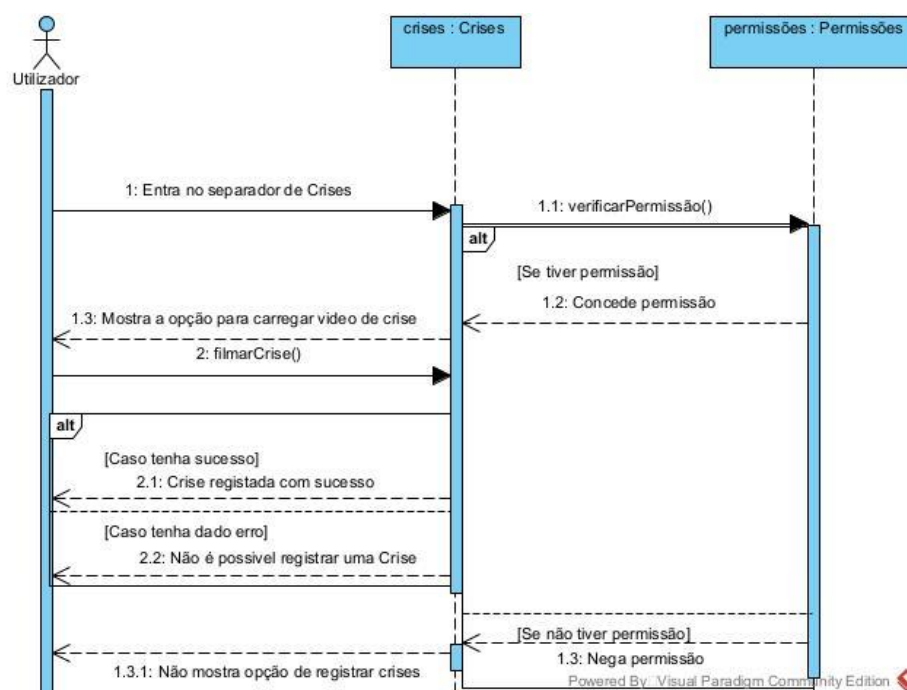 crises : Crises
permissões : Permissões
Utilizador
1: Entra no separador de Crises
1.1: verificarPermissão()
alt
[Se tiver permissão]
1.2: Concede permissão
1.3: Mostra a opção para carregar video de crise
2: filmarCrise()
alt
[Caso tenha sucesso]
2.1: Crise registada com sucesso
[Caso tenha dado erro]
2.2: Não é possivel registrar uma Crise
[Se não tiver permissão]
1.3: Nega permissão
1.3.1: Não mostra opção de registrar crises
Powered By: Visual Paradigm Community Edition